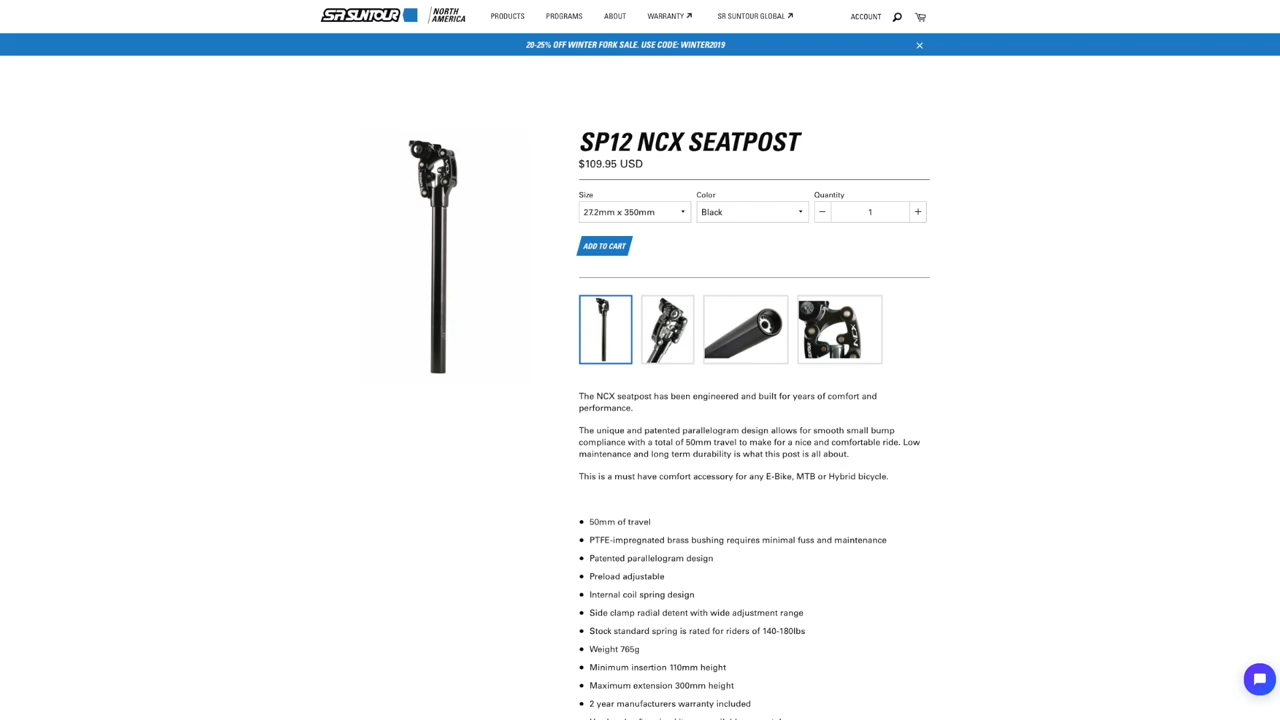 SR SUNTOUR NORTH AMERICA
PRODUCTS PROGRAMS ABOUT WARRANTY SR SUNTOUR GLOBAL ACCOUNT
20-25% OFF WINTER FORK SALE. USE CODE: WINTER2019
SP12 NCX SEATPOST
$109.95 USD
Size Color Quantity
27.2mm x 350mm Black 1
ADD TO CART
NCX
The NCX seatpost has been engineered and built for years of comfort and
performance.
The unique and patented parallelogram design allows for smooth small bump
compliance with a total of 50mm travel to make for a nice and comfortable ride. Low
maintenance and long term durability is what this post is all about.
This is a must have comfort accessory for any E-Bike, MTB or Hybrid bicycle.
50mm of travel
PTFE-impregnated brass bushing requires minimal fuss and maintenance
Patented parallelogram design
Preload adjustable
Internal coil spring design
Side clamp radial detent with wide adjustment range
Stock standard spring is rated for riders of 140-180lbs
Weight 765g
Minimum insertion 110mm height
Maximum extension 300mm height
2 year manufacturers warranty included